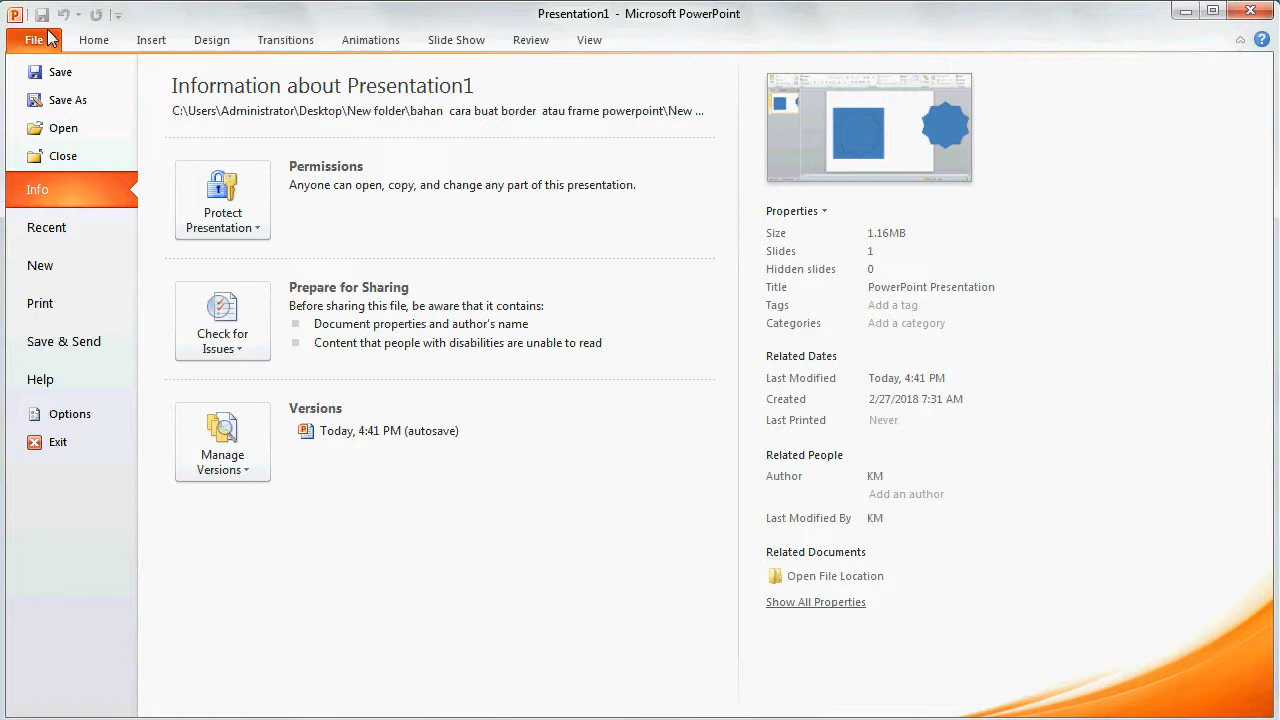 Presentation1 - Microsoft PowerPoint
File Home Insert Design Transitions Animations Slide Show Review View
Save
Save As
Open
Close
Info
Recent
New
Print
Save & Send
Help
Options
Exit
Information about Presentation1
C:\Users\Administrator\Desktop\New folder\bahan cara buat border atau frame powerpoint\New ...
Protect
Presentation
Permissions
Anyone can open, copy, and change any part of this presentation.
Check for
Issues
Prepare for Sharing
Before sharing this file, be aware that it contains:
Document properties and author's name
Content that people with disabilities are unable to read
Manage
Versions
Versions
Today, 4:41 PM (autosave)
Properties
Size 1.16MB
Slides 1
Hidden slides 0
Title PowerPoint Presentation
Tags Add a tag
Categories Add a category
Related Dates
Last Modified Today, 4:41 PM
Created 2/27/2018 7:31 AM
Last Printed Never
Related People
Author KM
Add an author
Last Modified By KM
Related Documents
Open File Location
Show All Properties